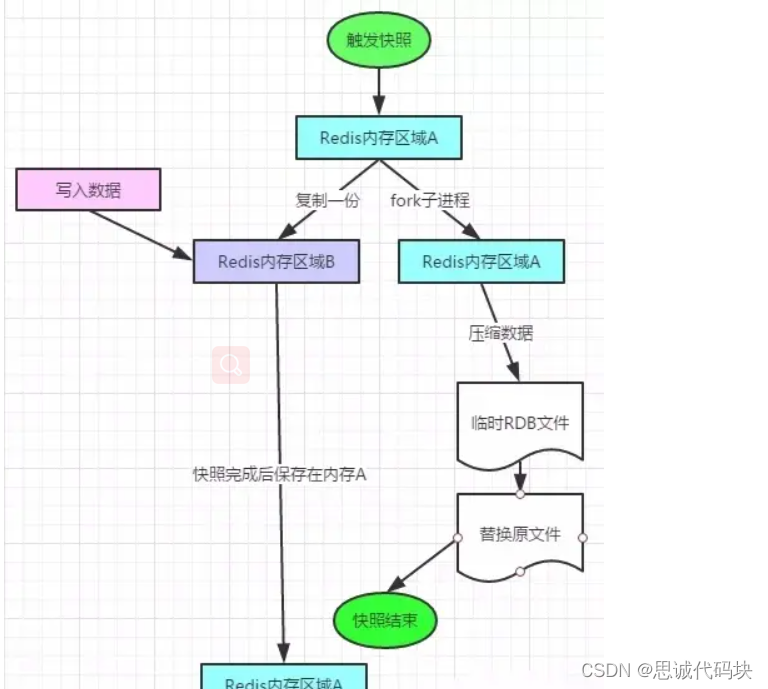 触发快照
Redis内存区域A
写入数据
复制一份
fork子进程
Redis内存区域B
Redis内存区域A
压缩数据
临时RDB文件
快照完成后保存在内存A
替换原文件
快照结束
Redis内存区域A
CSDN @思诚代码块